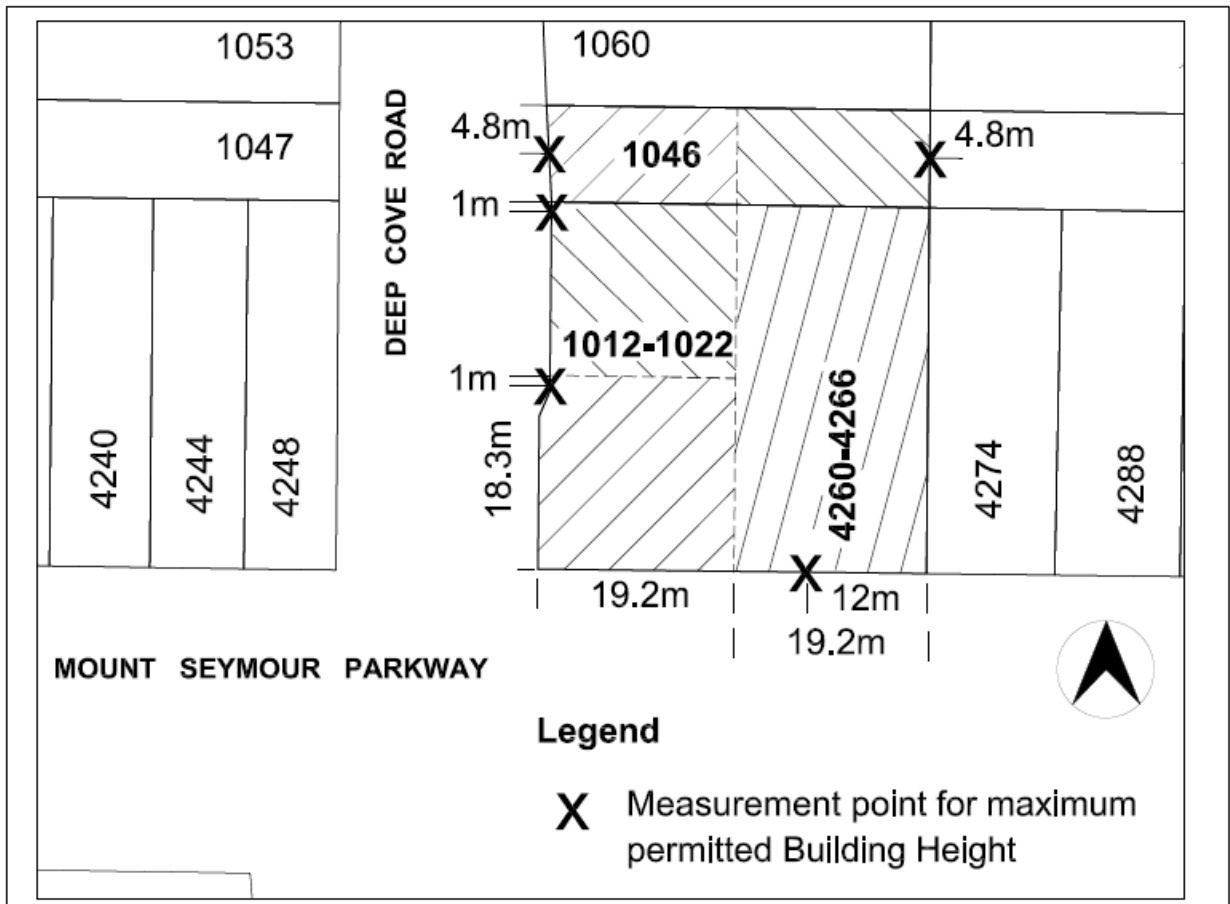 1053
1060
1047
DEEP COVE ROAD
4.8m
1046
4.8m
1m
1012-1022
1m
18.3m
4260-4266
4240
4244
4248
4274
4288
19.2m
12m
19.2m
MOUNT SEYMOUR PARKWAY
Legend
X Measurement point for maximum
permitted Building Height